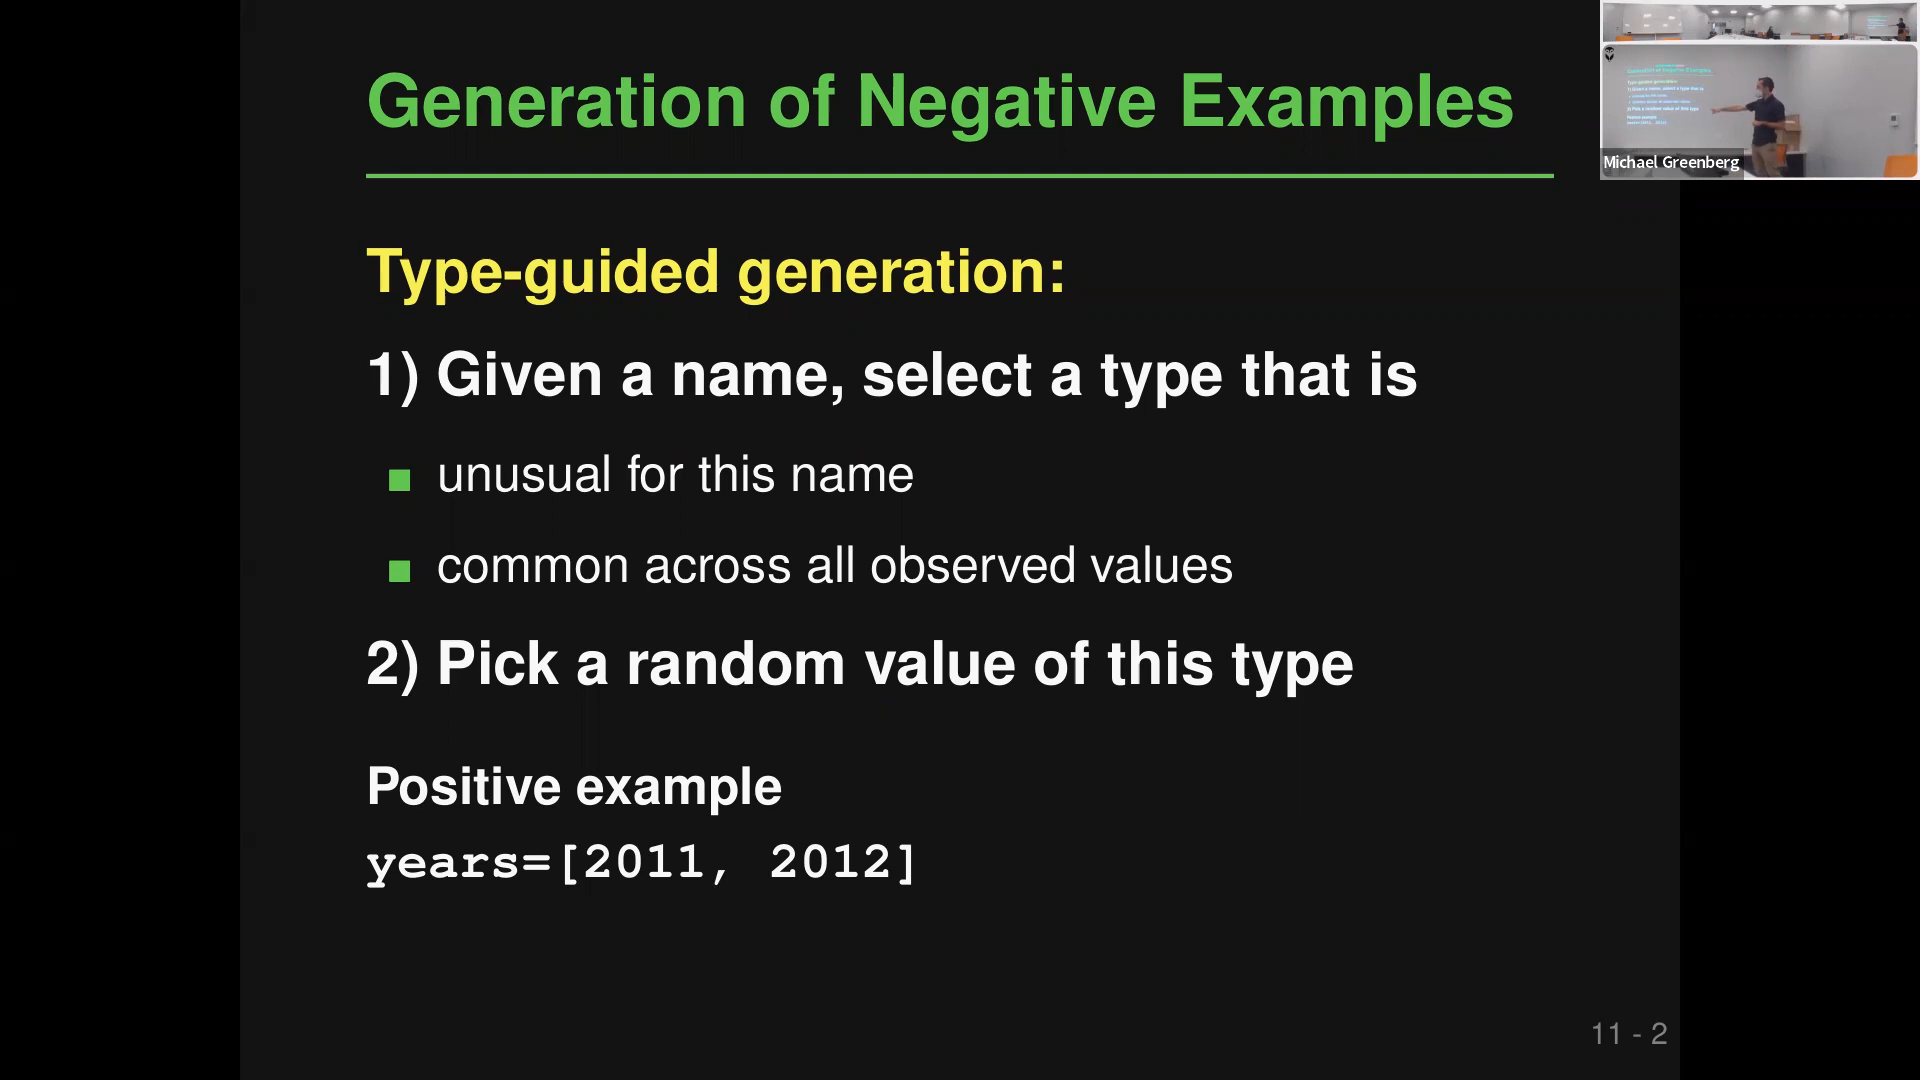 Generation of Negative Examples
Type-guided generation:
1) Given a name, select a type that is
■ unusual for this name
■ common across all observed values
2) Pick a random value of this type
Positive example
years=[2011, 2012]
11 - 2
Michael Greenberg